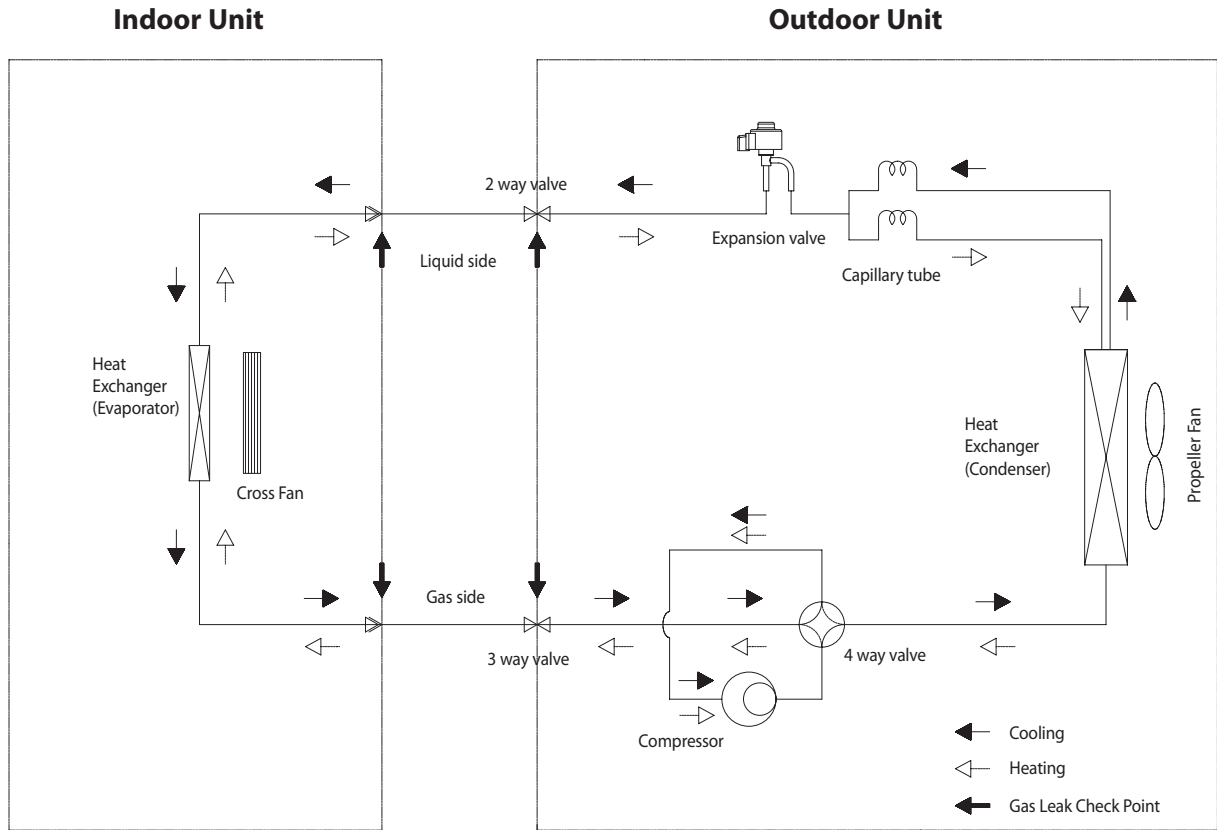 Indoor Unit
Outdoor Unit
2 way valve
Expansion valve
Liquid side
Capillary tube
Heat
Exchanger
(Evaporator)
Cross Fan
Heat
Exchanger
(Condenser)
Propeller Fan
Gas side
3 way valve
4 way valve
Compressor
Cooling
Heating
Gas Leak Check Point